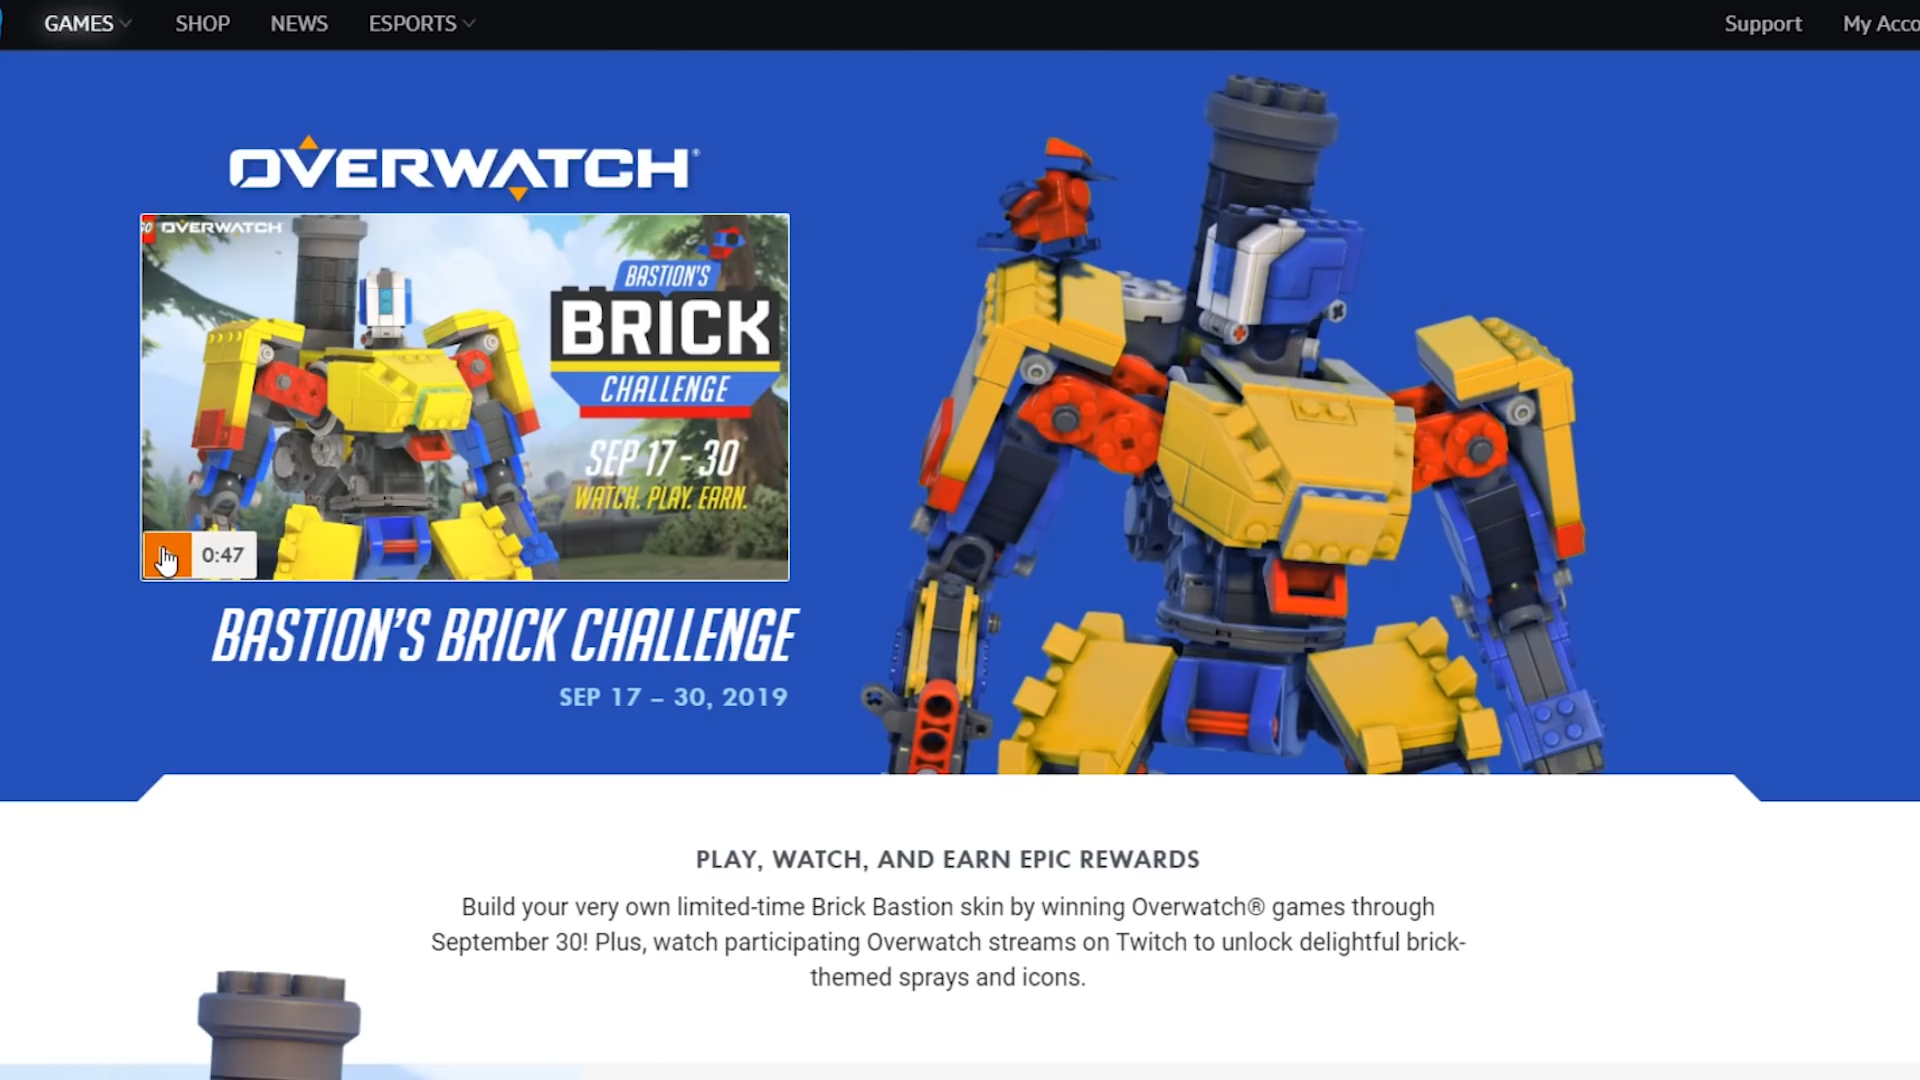 GAMES
SHOP
NEWS
ESPORTS
Support
My Acco
OVERWATCH®
GO OVERWATCH
BASTION'S
BRICK
CHALLENGE
SEP 17 - 30
WATCH. PLAY. EARN.
0:47
BASTION'S BRICK CHALLENGE
SEP 17 – 30, 2019
PLAY, WATCH, AND EARN EPIC REWARDS
Build your very own limited-time Brick Bastion skin by winning Overwatch® games through
September 30! Plus, watch participating Overwatch streams on Twitch to unlock delightful brick-
themed sprays and icons.